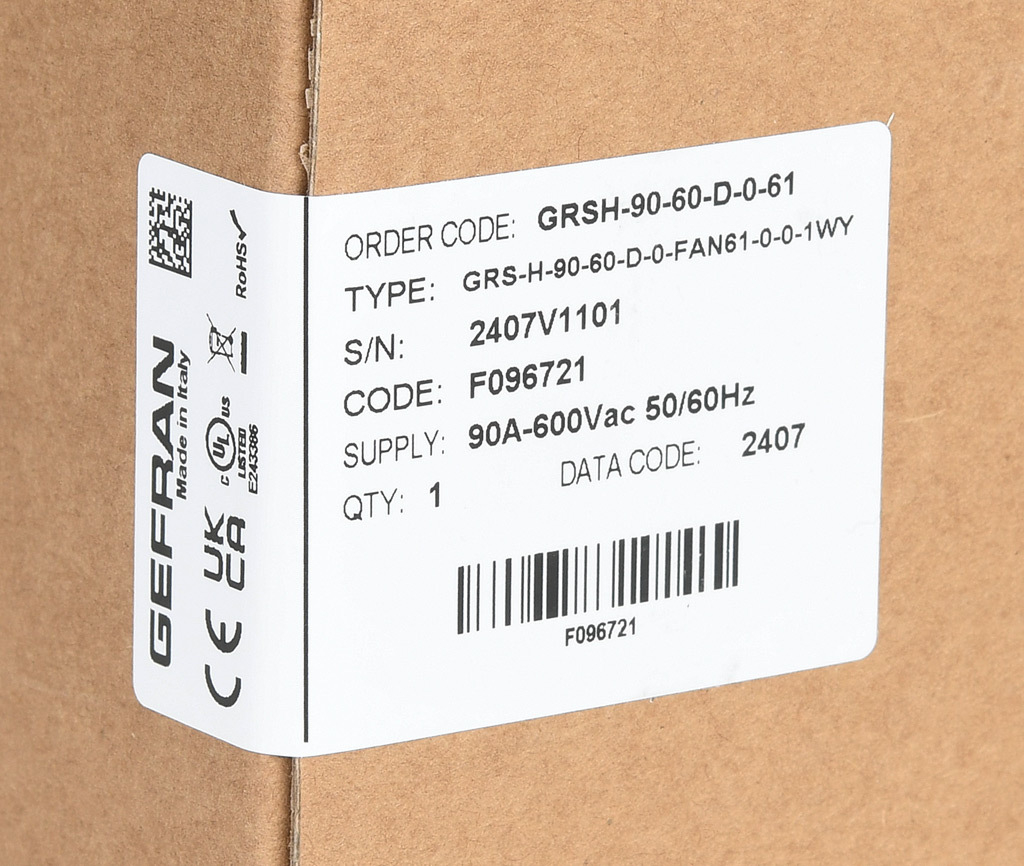 GEFRAN
Made in Italy
RoHS✓
c UL US
LISTED
E243386
UK
CA
CE
ORDER CODE: GRSH-90-60-D-0-61
TYPE: GRS-H-90-60-D-0-FAN61-0-0-1WY
S/N: 2407V1101
CODE: F096721
SUPPLY: 90A-600Vac 50/60Hz
QTY: 1 DATA CODE: 2407
F096721